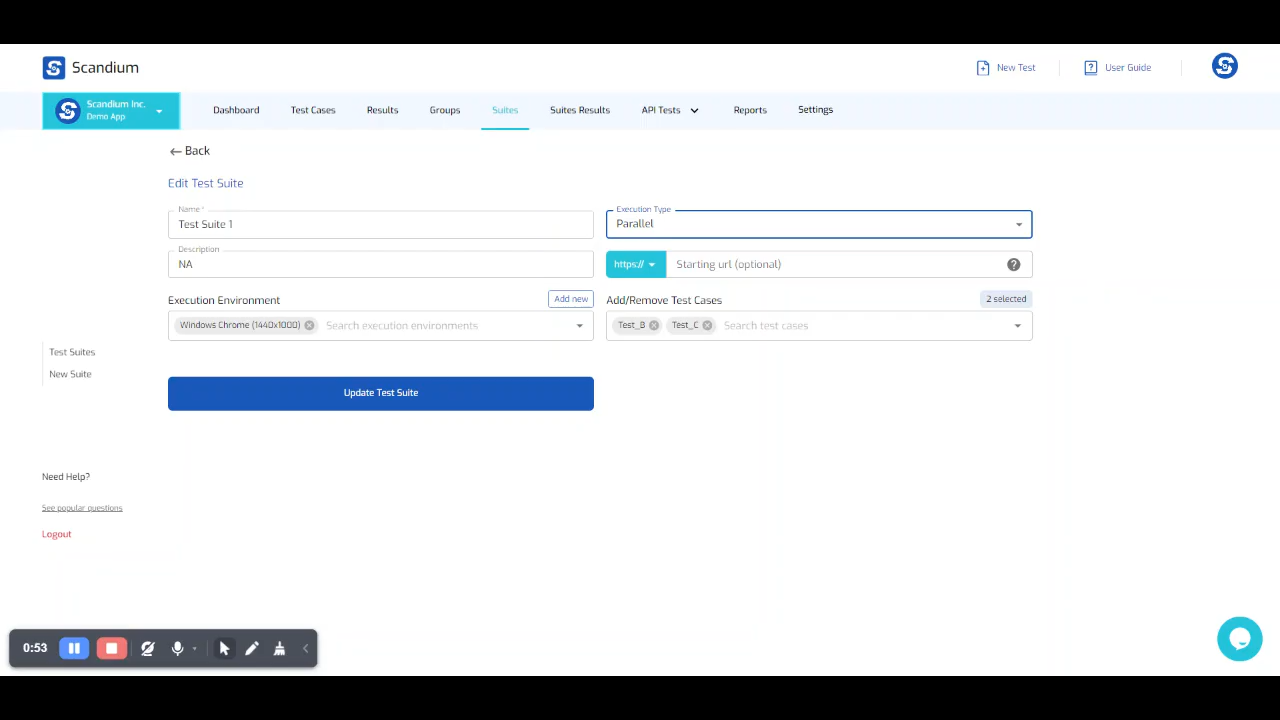 Scandium
New Test
User Guide
Scandium Inc.
Demo App
Dashboard
Test Cases
Results
Groups
Suites
Suites Results
API Tests
Reports
Settings
Back
Edit Test Suite
Name *
Test Suite 1
Execution Type
Parallel
Description
NA
https://
Starting url (optional)
?
Execution Environment
Add new
Add/Remove Test Cases
2 selected
Windows Chrome (1440x1000)
Search execution environments
Test_B
Test_C
Search test cases
Test Suites
New Suite
Update Test Suite
Need Help?
See popular questions
Logout
0:53